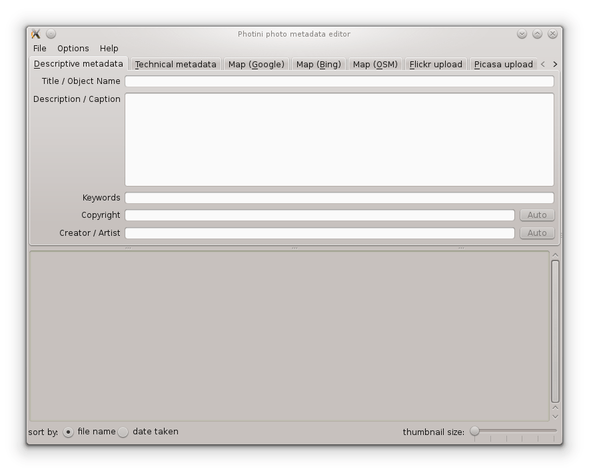 Photini photo metadata editor
File Options Help
Descriptive metadata Technical metadata Map (Google) Map (Bing) Map (OSM) Flickr upload Picasa upload
Title / Object Name
Description / Caption
Keywords
Copyright Auto
Creator / Artist Auto
sort by: file name date taken thumbnail size: